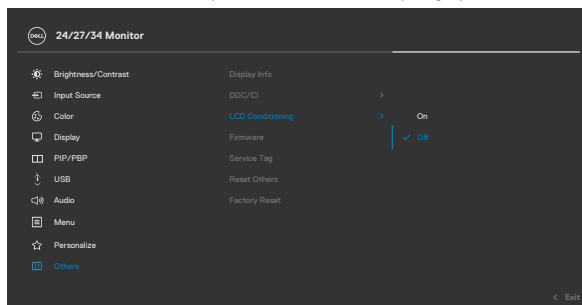 DELL
24/27/34 Monitor
Brightness/Contrast
Display Info
Input Source
DDC/CI
Color
LCD Conditioning
On
Display
Firmware
Off
PIP/PBP
Service Tag
USB
Reset Others
Audio
Factory Reset
Menu
Personalize
Others
Exit